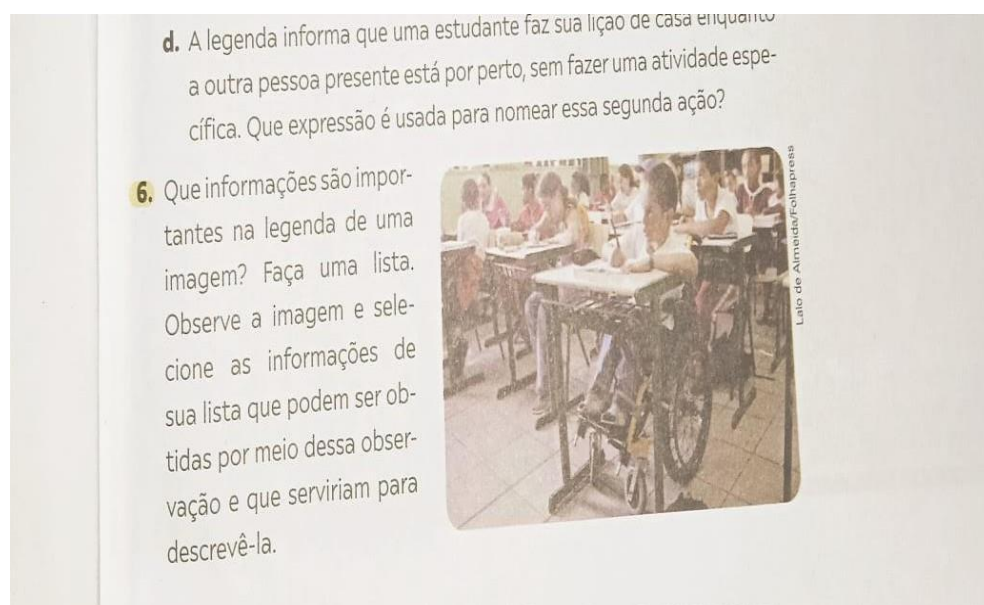 d. A legenda informa que uma estudante faz sua lição de casa enquanto
a outra pessoa presente está por perto, sem fazer uma atividade espe-
cífica. Que expressão é usada para nomear essa segunda ação?
6. Que informações são impor-
tantes na legenda de uma
imagem? Faça uma lista.
Observe a imagem e sele-
cione as informações de
sua lista que podem ser ob-
tidas por meio dessa obser-
vação e que serviriam para
descrevê-la.
Lalo de Almeida/Folhapress